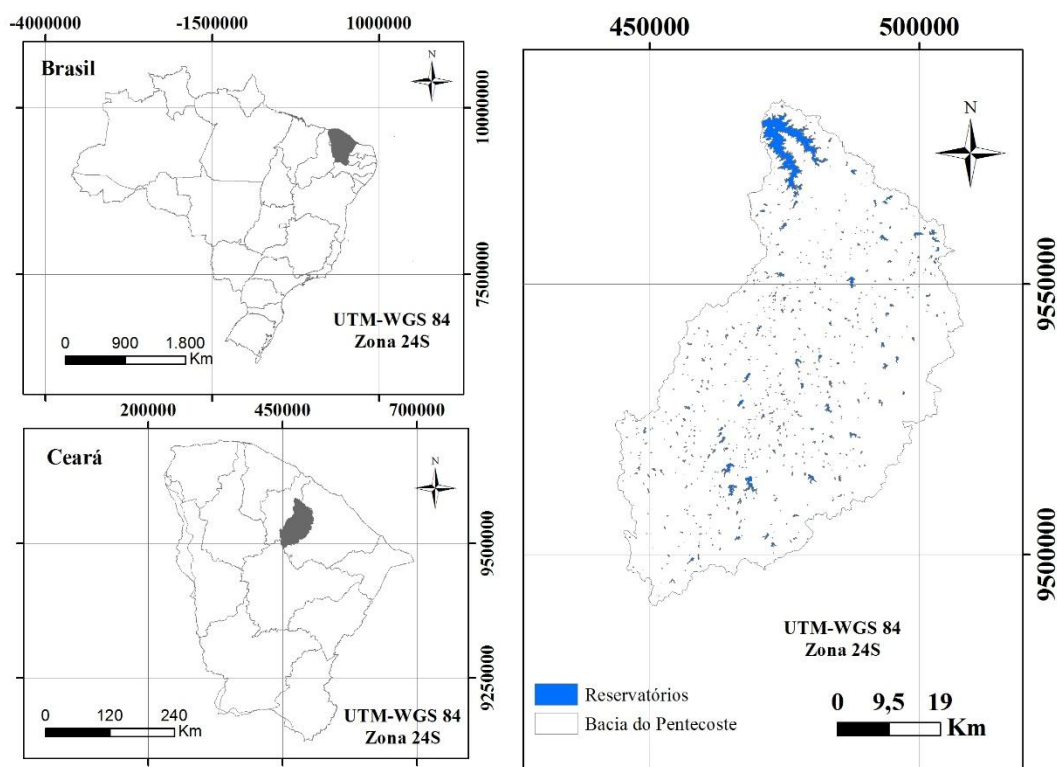 -4000000 -1500000 1000000
Brasil
N
10000000
7500000
UTM-WGS 84
Zona 24S
0 900 1.800
Km
200000 450000 7000000
Ceará
N
9500000
9250000
0 120 240
Km
UTM-WGS 84
Zona 24S
450000 500000
N
9550000
9500000
UTM-WGS 84
Zona 24S
Reservatórios
Bacia do Pentecoste
0 9,5 19
Km